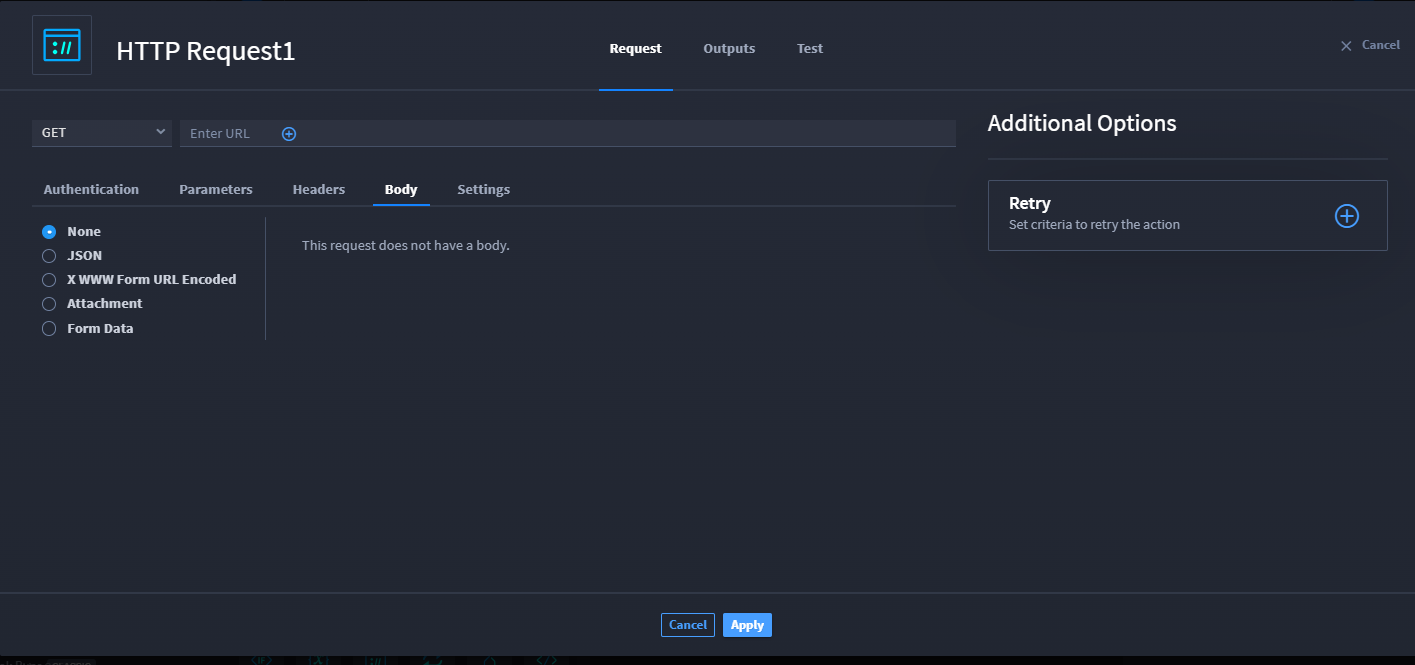 HTTP Request1
Request Outputs Test
Cancel
GET Enter URL
Additional Options
Authentication Parameters Headers Body Settings
None
JSON
X WWW Form URL Encoded
Attachment
Form Data
This request does not have a body.
Retry
Set criteria to retry the action
Cancel Apply